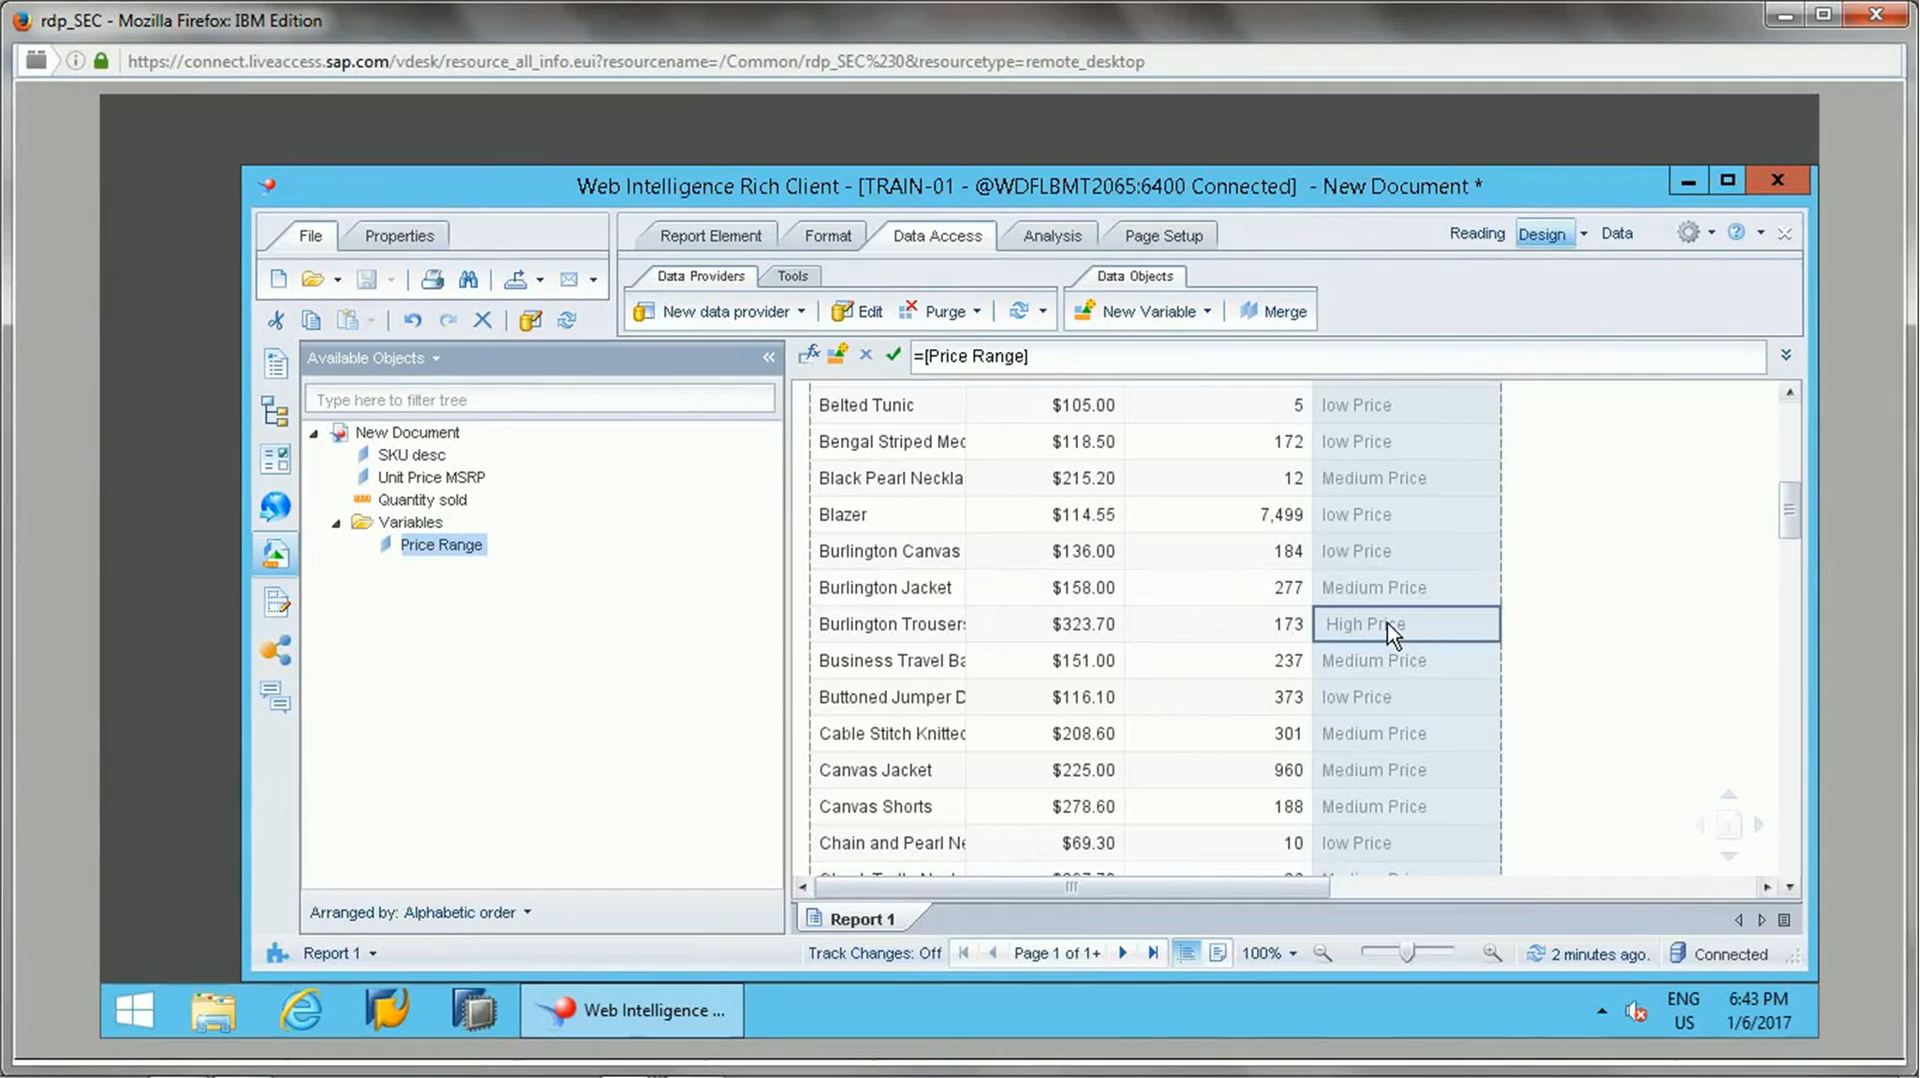 rdp_SEC - Mozilla Firefox: IBM Edition
https://connect.liveaccess.sap.com/vdesk/resource_all_info.eui?resourcename=/Common/rdp_SEC%230&resourcetype=remote_desktop
Web Intelligence Rich Client - [TRAIN-01 - @WDFLBMT2065:6400 Connected] - New Document *
File Properties Report Element Format Data Access Analysis Page Setup Reading Design Data
Data Providers Tools Data Objects
New data provider Edit Purge New Variable Merge
Available Objects
=[Price Range]
Type here to filter tree
New Document
SKU desc
Unit Price MSRP
Quantity sold
Variables
Price Range
Arranged by: Alphabetic order
Belted Tunic $105.00 5 low Price
Bengal Striped Mec $118.50 172 low Price
Black Pearl Neckla $215.20 12 Medium Price
Blazer $114.55 7,499 low Price
Burlington Canvas $136.00 184 low Price
Burlington Jacket $158.00 277 Medium Price
Burlington Trouser $323.70 173 High Price
Business Travel Ba $151.00 237 Medium Price
Buttoned Jumper D $116.10 373 low Price
Cable Stitch Knitted $208.60 301 Medium Price
Canvas Jacket $225.00 960 Medium Price
Canvas Shorts $278.60 188 Medium Price
Chain and Pearl Ne $69.30 10 low Price
Report 1
Report 1 Track Changes: Off Page 1 of 1+ 100% 2 minutes ago. Connected
Web Intelligence ...
ENG 6:43 PM
US 1/6/2017